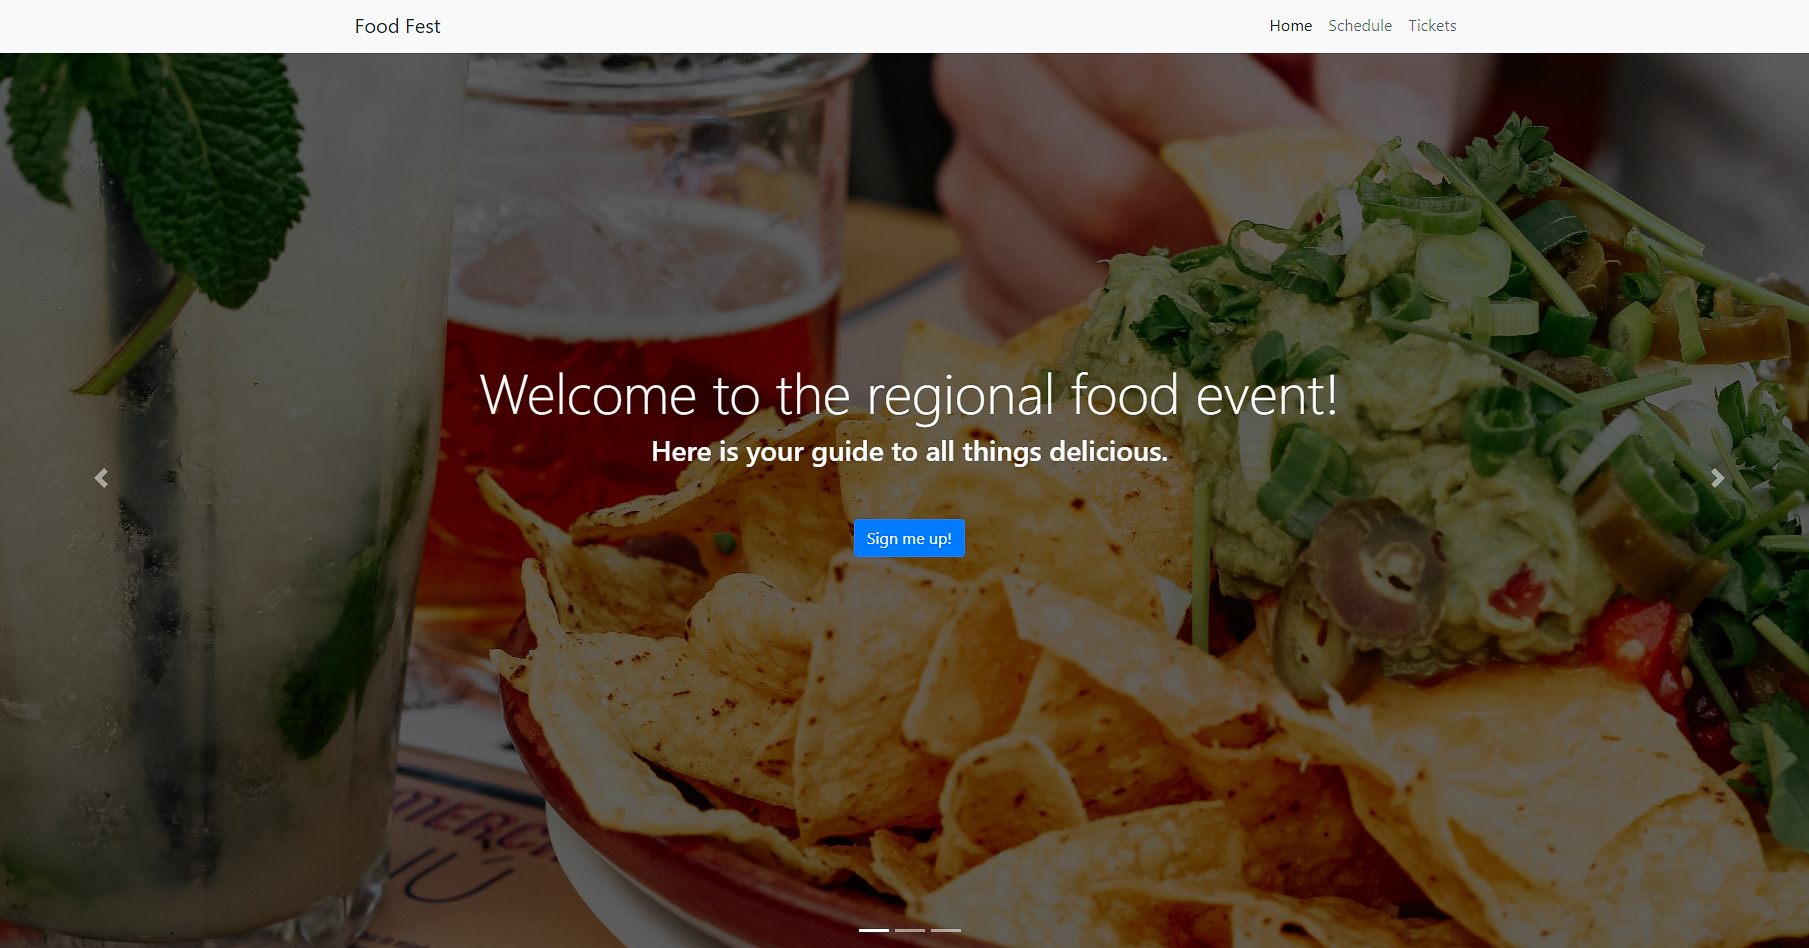 Food Fest
Home Schedule Tickets
Welcome to the regional food event!
Here is your guide to all things delicious.
Sign me up!